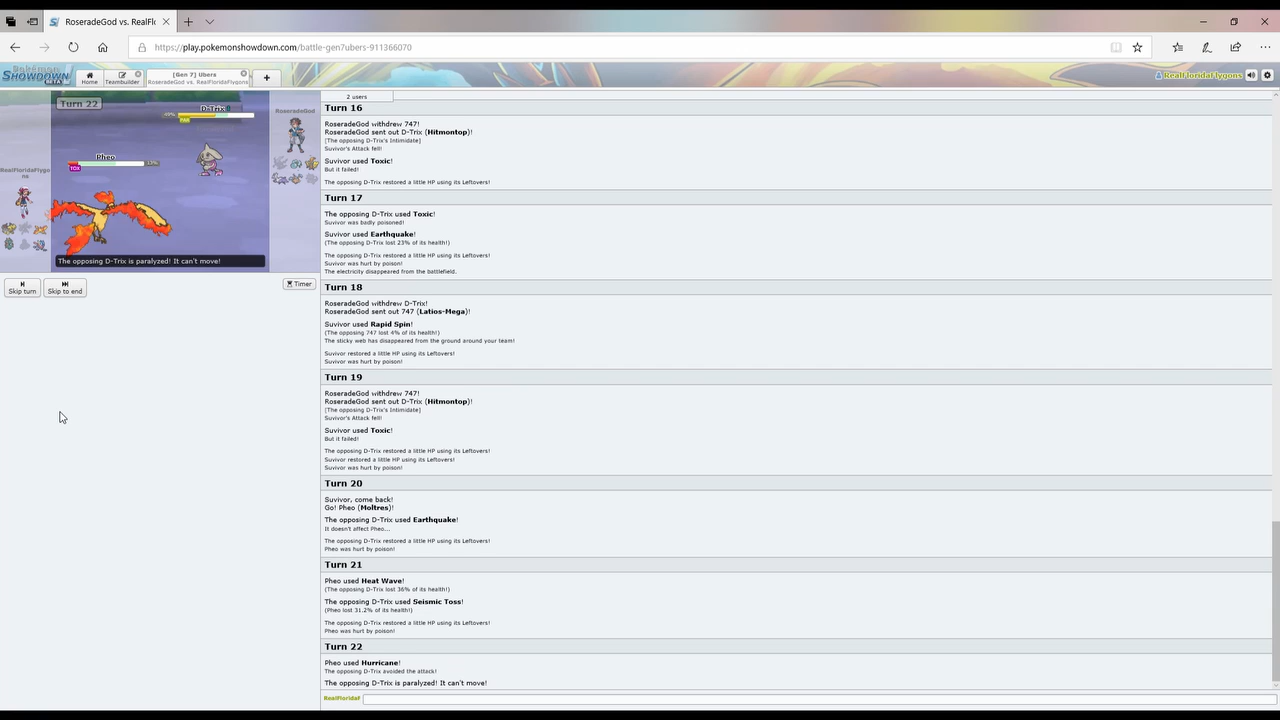 RoseradeGod vs. RealFlo
https://play.pokemonshowdown.com/battle-gen7ubers-911366070
Pokémon
SHOWDOWN
BETA
Home
Teambuilder
[Gen 7] Ubers
RoseradeGod vs. RealFloridaFlygons
RealFloridaFlygons
Turn 22
D-Trix
49%
PAR
Pheo
TOX
RoseradeGod
RealFloridaFlygo
ns
The opposing D-Trix is paralyzed! It can't move!
Skip turn
Skip to end
Timer
2 users
Turn 16
RoseradeGod withdrew 747!
RoseradeGod sent out D-Trix (Hitmontop)!
[The opposing D-Trix's Intimidate]
Suvivor's Attack fell!
Suvivor used Toxic!
But it failed!
The opposing D-Trix restored a little HP using its Leftovers!
Turn 17
The opposing D-Trix used Toxic!
Suvivor was badly poisoned!
Suvivor used Earthquake!
(The opposing D-Trix lost 23% of its health!)
The opposing D-Trix restored a little HP using its Leftovers!
Suvivor was hurt by poison!
The electricity disappeared from the battlefield.
Turn 18
RoseradeGod withdrew D-Trix!
RoseradeGod sent out 747 (Latios-Mega)!
Suvivor used Rapid Spin!
(The opposing 747 lost 4% of its health!)
The sticky web has disappeared from the ground around your team!
Suvivor restored a little HP using its Leftovers!
Suvivor was hurt by poison!
Turn 19
RoseradeGod withdrew 747!
RoseradeGod sent out D-Trix (Hitmontop)!
[The opposing D-Trix's Intimidate]
Suvivor's Attack fell!
Suvivor used Toxic!
But it failed!
The opposing D-Trix restored a little HP using its Leftovers!
Suvivor restored a little HP using its Leftovers!
Suvivor was hurt by poison!
Turn 20
Suvivor, come back!
Go! Pheo (Moltres)!
The opposing D-Trix used Earthquake!
It doesn't affect Pheo...
The opposing D-Trix restored a little HP using its Leftovers!
Pheo was hurt by poison!
Turn 21
Pheo used Heat Wave!
(The opposing D-Trix lost 36% of its health!)
The opposing D-Trix used Seismic Toss!
(Pheo lost 31.2% of its health!)
The opposing D-Trix restored a little HP using its Leftovers!
Pheo was hurt by poison!
Turn 22
Pheo used Hurricane!
The opposing D-Trix avoided the attack!
The opposing D-Trix is paralyzed! It can't move!